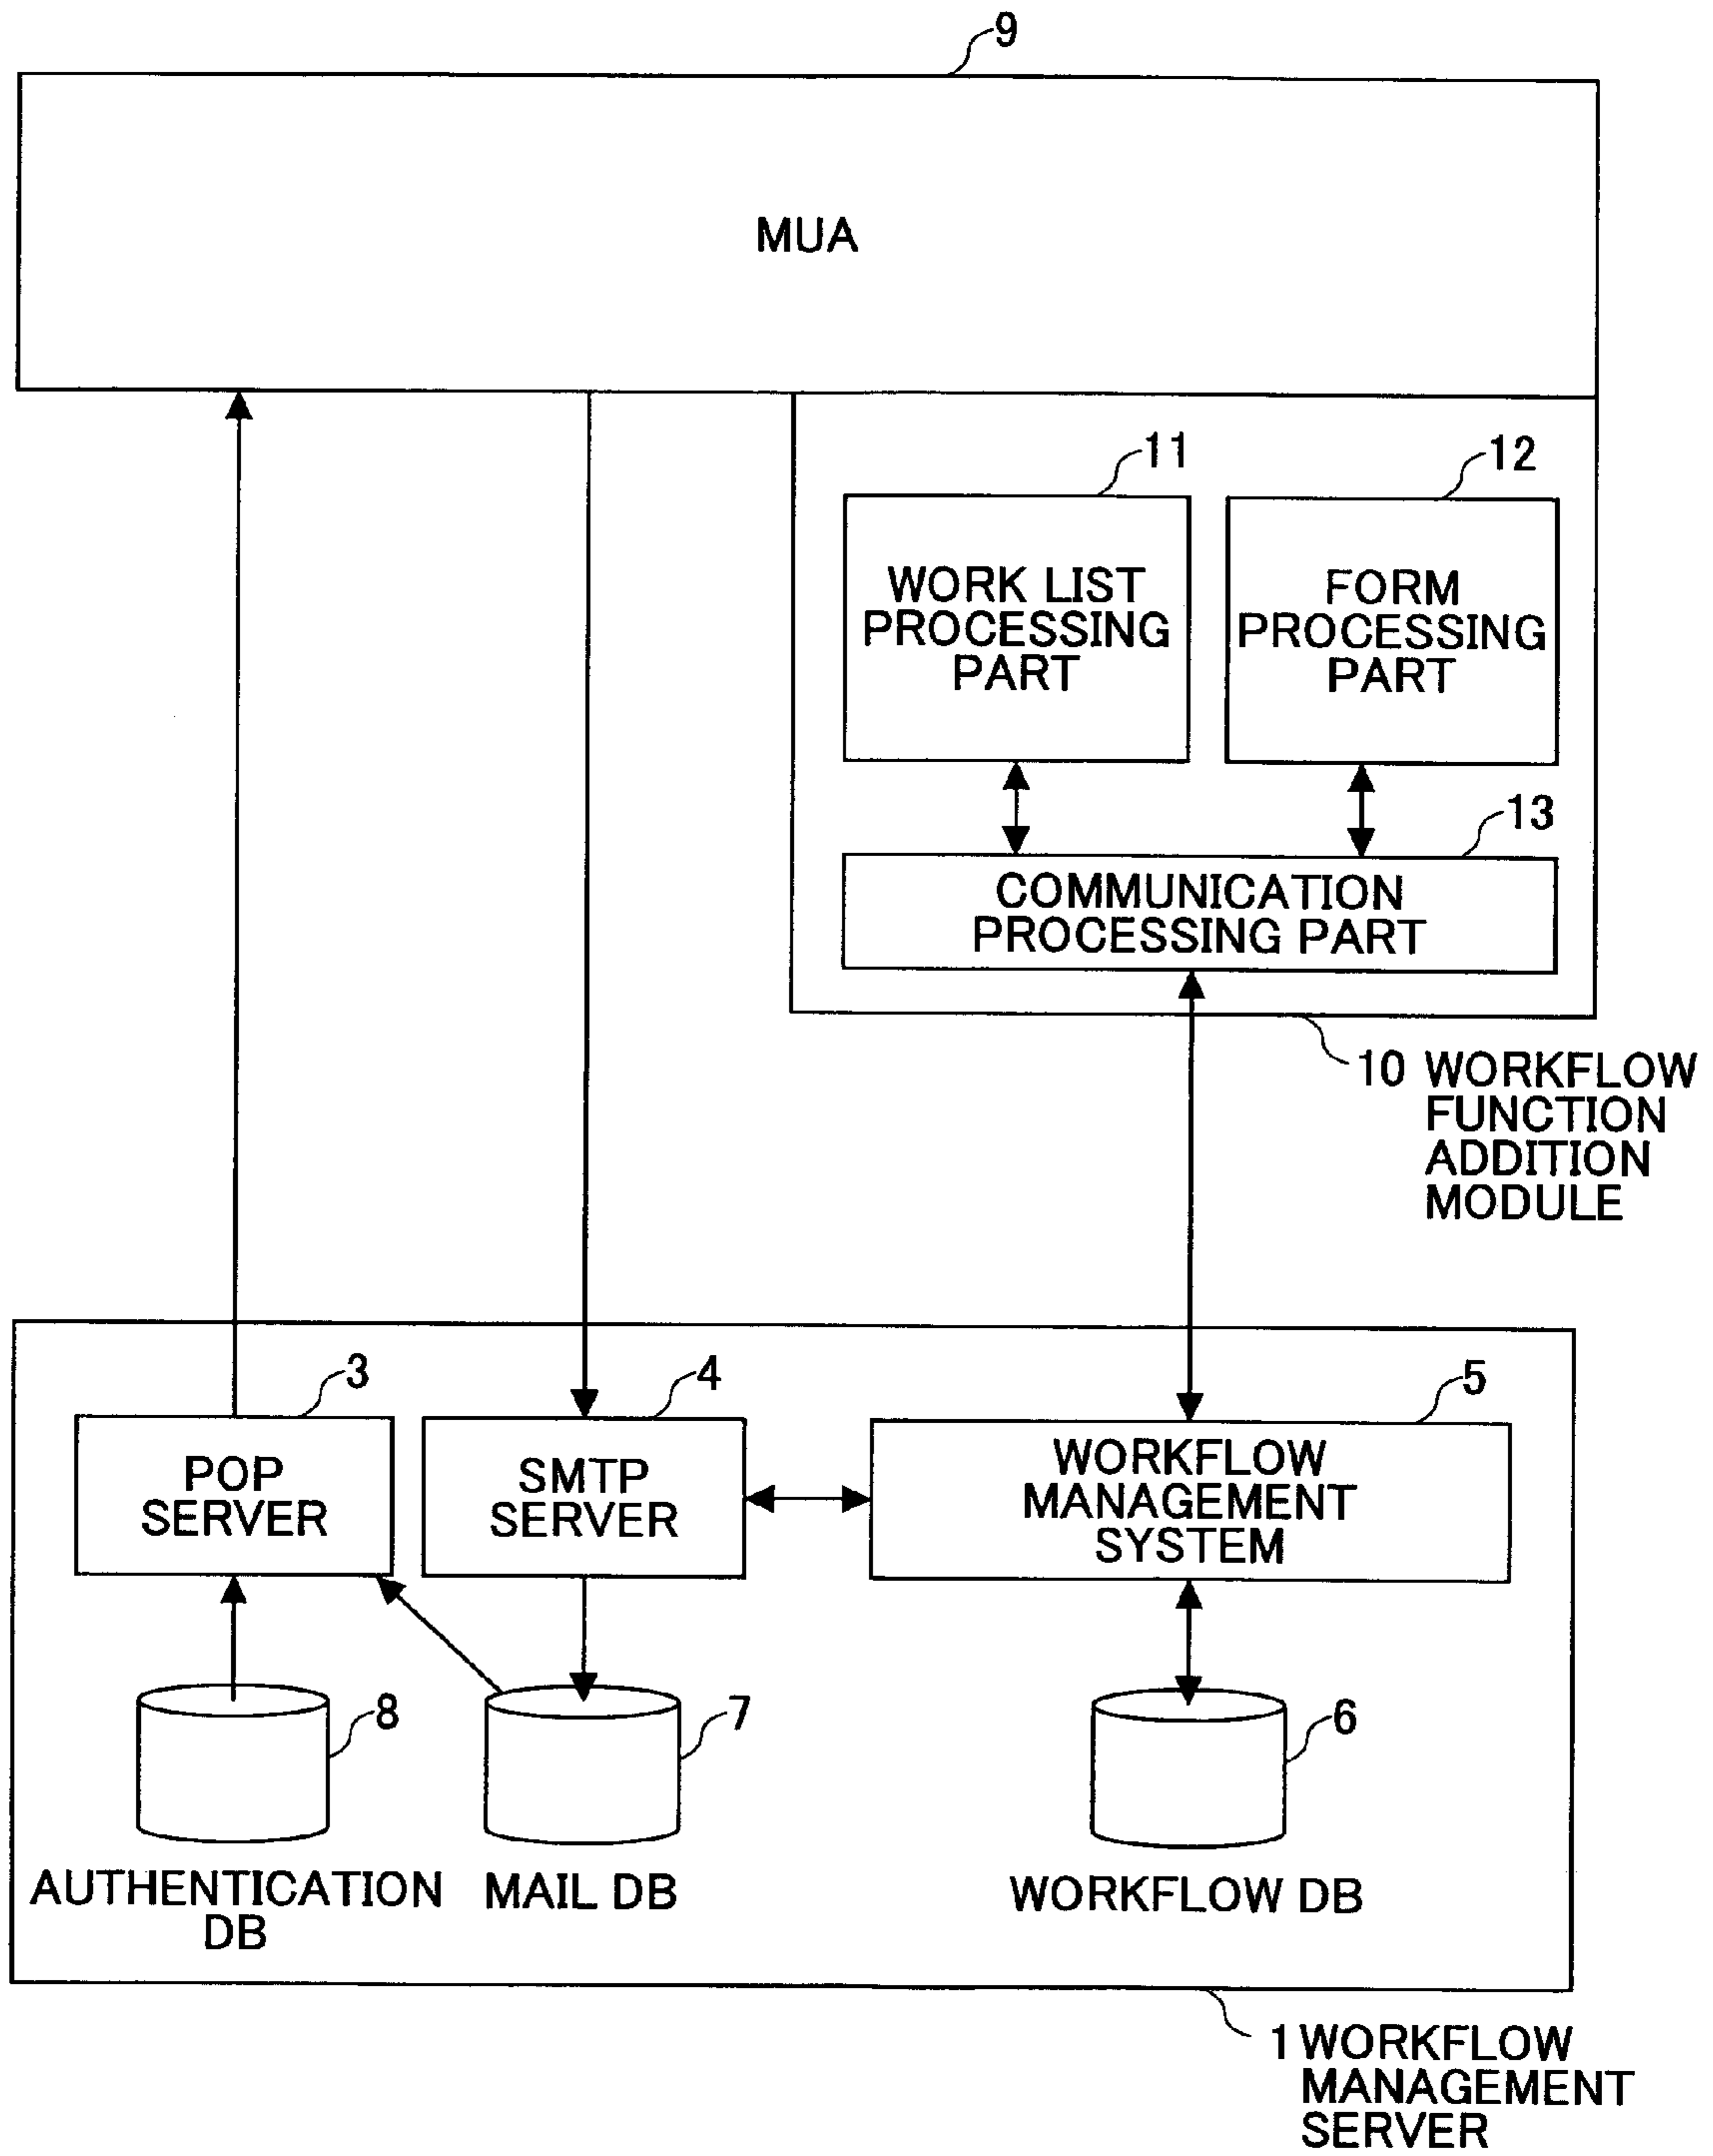 9
MUA
11
12
WORK LIST
PROCESSING
PART
FORM
PROCESSING
PART
13
COMMUNICATION
PROCESSING PART
10 WORKFLOW
FUNCTION
ADDITION
MODULE
3
4
5
POP
SERVER
SMTP
SERVER
WORKFLOW
MANAGEMENT
SYSTEM
8
7
6
AUTHENTICATION
DB
MAIL DB
WORKFLOW DB
1 WORKFLOW
MANAGEMENT
SERVER